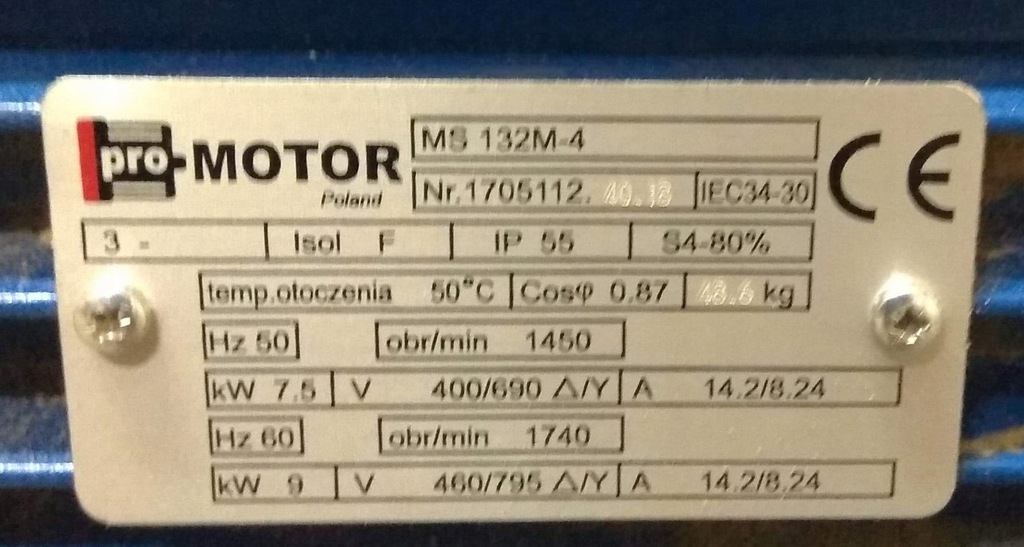 pro-MOTOR
Poland
MS 132M-4
Nr.1705112. IEC34-30
CE
3 ~ Isol F IP 55 S4-80%
temp.otoczenia 50°C Cosφ 0,87 48.6 kg
Hz 50 obr/min 1450
kW 7.5 V 400/690 △/Y A 14.2/8.24
Hz 60 obr/min 1740
kW 9 V 460/795 △/Y A 14.2/8.24